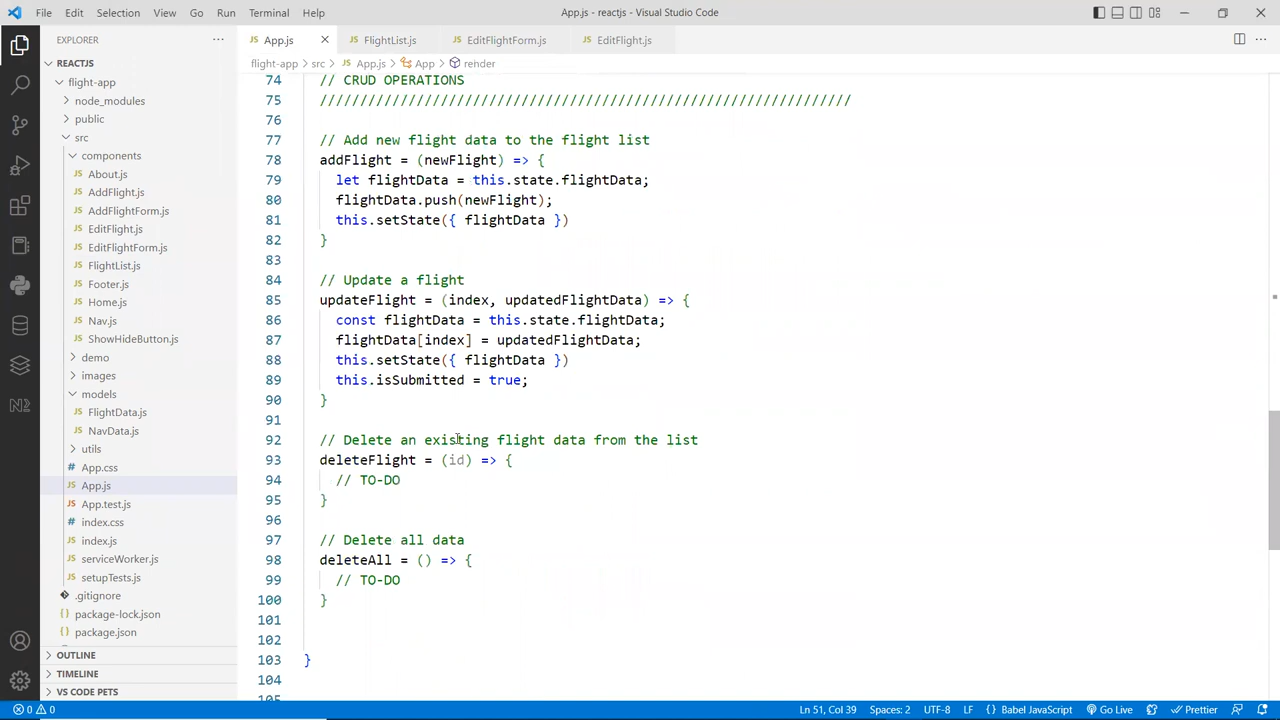 File Edit Selection View Go Run Terminal Help App.js - reactjs - Visual Studio Code
EXPLORER ...
REACTJS
flight-app
node_modules
public
src
components
About.js
AddFlight.js
AddFlightForm.js
EditFlight.js
EditFlightForm.js
FlightList.js
Footer.js
Home.js
Nav.js
ShowHideButton.js
demo
images
models
FlightData.js
NavData.js
utils
App.css
App.js
App.test.js
index.css
index.js
serviceWorker.js
setupTests.js
.gitignore
package-lock.json
package.json
OUTLINE
TIMELINE
VS CODE PETS
App.js FlightList.js EditFlightForm.js EditFlight.js
flight-app > src > App.js > App > render
74 // CRUD OPERATIONS
75 //////////////////////////////////////////////////////////////////
76
77 // Add new flight data to the flight list
78 addFlight = (newFlight) => {
79 let flightData = this.state.flightData;
80 flightData.push(newFlight);
81 this.setState({ flightData })
82 }
83
84 // Update a flight
85 updateFlight = (index, updatedFlightData) => {
86 const flightData = this.state.flightData;
87 flightData[index] = updatedFlightData;
88 this.setState({ flightData })
89 this.isSubmitted = true;
90 }
91
92 // Delete an existing flight data from the list
93 deleteFlight = (id) => {
94 // TO-DO
95 }
96
97 // Delete all data
98 deleteAll = () => {
99 // TO-DO
100 }
101
102
103 }
104
0 0 Ln 51, Col 39 Spaces: 2 UTF-8 LF Babel JavaScript Go Live Prettier